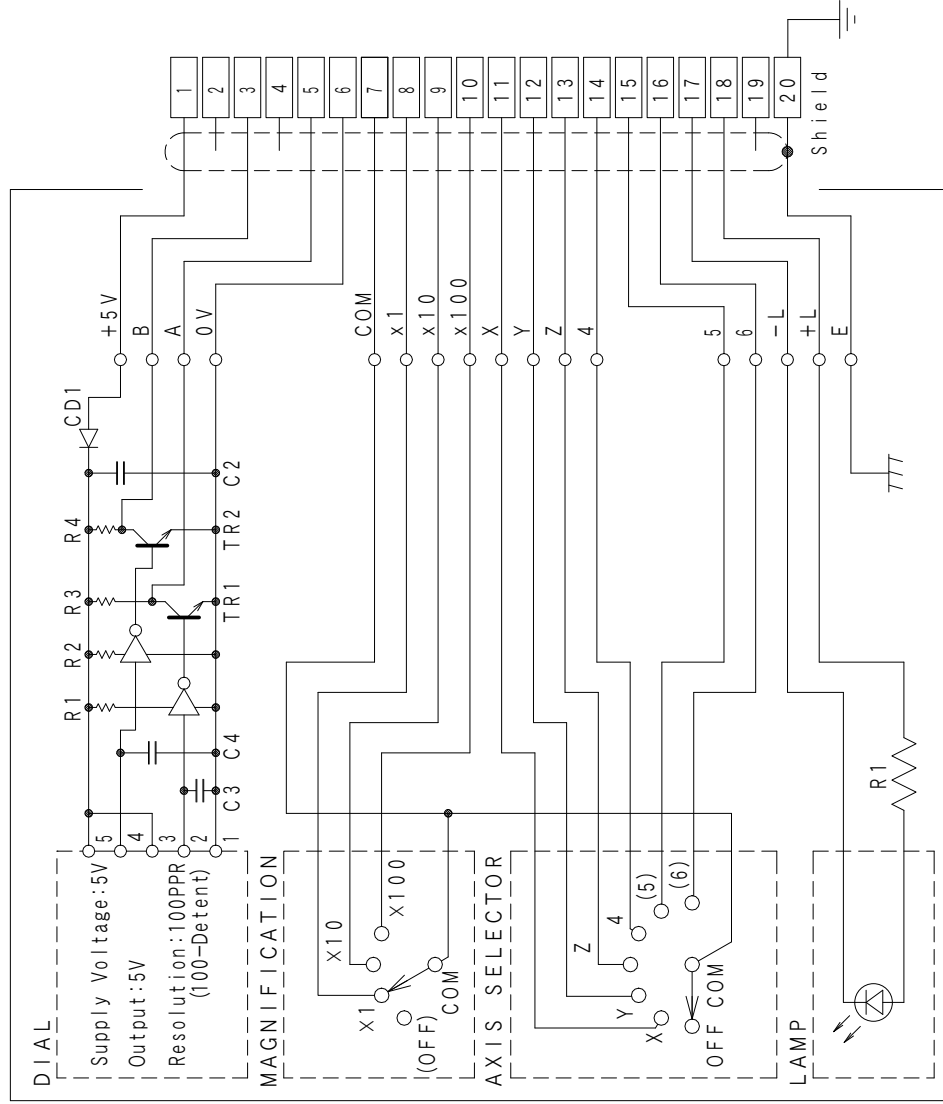 DIAL
Supply Voltage:5V
Output:5V
Resolution:100PPR
(100-Detent)
5
4
3
2
1
R1
R2
R3
R4
CD1
C3
C4
TR1
TR2
C2
+5V
B
A
0V
MAGNIFICATION
X1
X10
X100
(OFF)
COM
COM
x1
x10
x100
X
Y
Z
4
AXIS SELECTOR
X
Y
Z
4
(5)
(6)
OFF COM
5
6
-L
+L
E
LAMP
R1
1
2
3
4
5
6
7
8
9
10
11
12
13
14
15
16
17
18
19
20
Shield